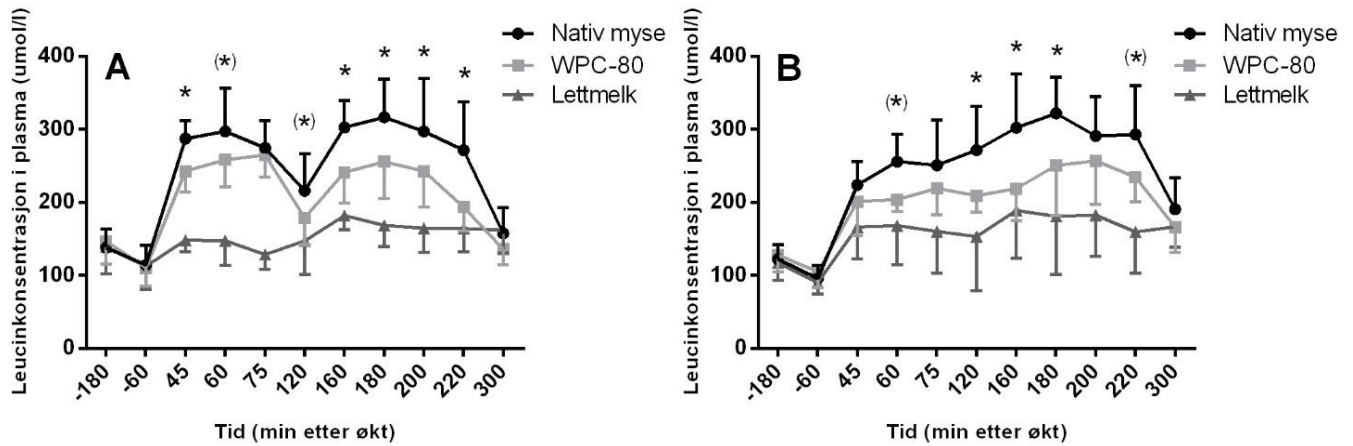 Leucinkonsentrasjon i plasma (umol/l)
400
300
200
100
0
A
* (*) (*) * * * *
Nativ myse
WPC-80
Lettmelk
-180 -60 45 60 75 120 160 180 200 220 300
Tid (min etter økt)
Leucinkonsentrasjon i plasma (umol/l)
400
300
200
100
0
B
(*) * * * (*)
Nativ myse
WPC-80
Lettmelk
-180 -60 45 60 75 120 160 180 200 220 300
Tid (min etter økt)